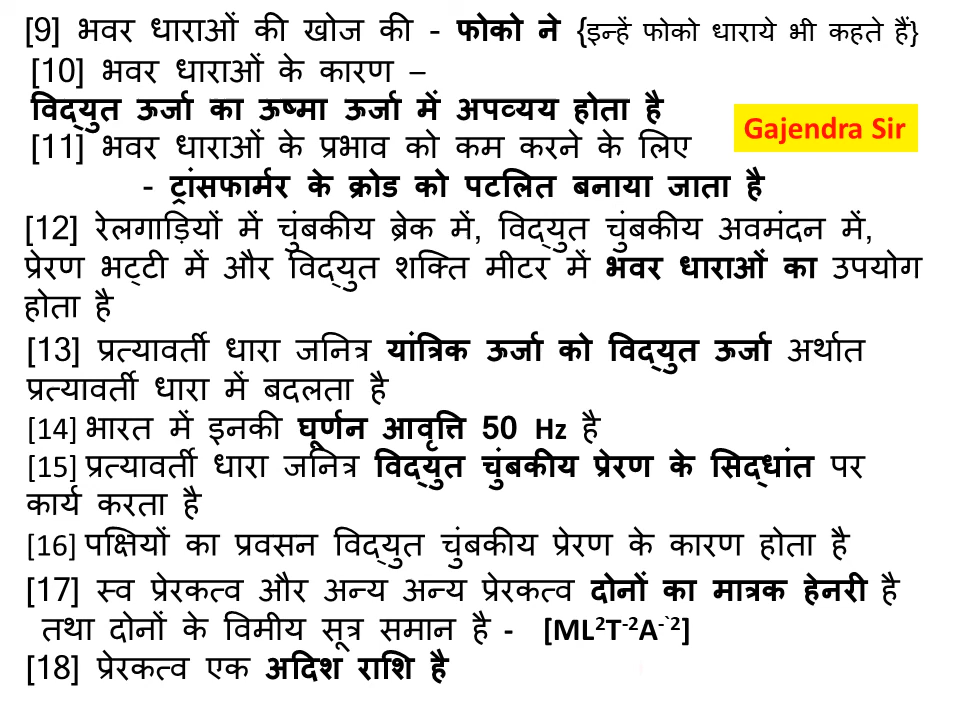 [9] भवर धाराओं की खोज की - फोको ने {इन्हें फोको धाराये भी कहते हैं}
[10] भवर धाराओं के कारण –
विद्युत ऊर्जा का ऊष्मा ऊर्जा में अपव्यय होता है
Gajendra Sir
[11] भवर धाराओं के प्रभाव को कम करने के लिए
- ट्रांसफार्मर के क्रोड को पटलित बनाया जाता है
[12] रेलगाड़ियों में चुंबकीय ब्रेक में, विद्युत चुंबकीय अवमंदन में,
प्रेरण भट्टी में और विद्युत शक्ति मीटर में भवर धाराओं का उपयोग
होता है
[13] प्रत्यावर्ती धारा जनित्र यांत्रिक ऊर्जा को विद्युत ऊर्जा अर्थात
प्रत्यावर्ती धारा में बदलता है
[14] भारत में इनकी घूर्णन आवृत्ति 50 Hz है
[15] प्रत्यावर्ती धारा जनित्र विद्युत चुंबकीय प्रेरण के सिद्धांत पर
कार्य करता है
[16] पक्षियों का प्रवसन विद्युत चुंबकीय प्रेरण के कारण होता है
[17] स्व प्रेरकत्व और अन्य अन्य प्रेरकत्व दोनों का मात्रक हेनरी है
तथा दोनों के विमीय सूत्र समान है - [ML²T⁻²A⁻`²]
[18] प्रेरकत्व एक अदिश राशि है